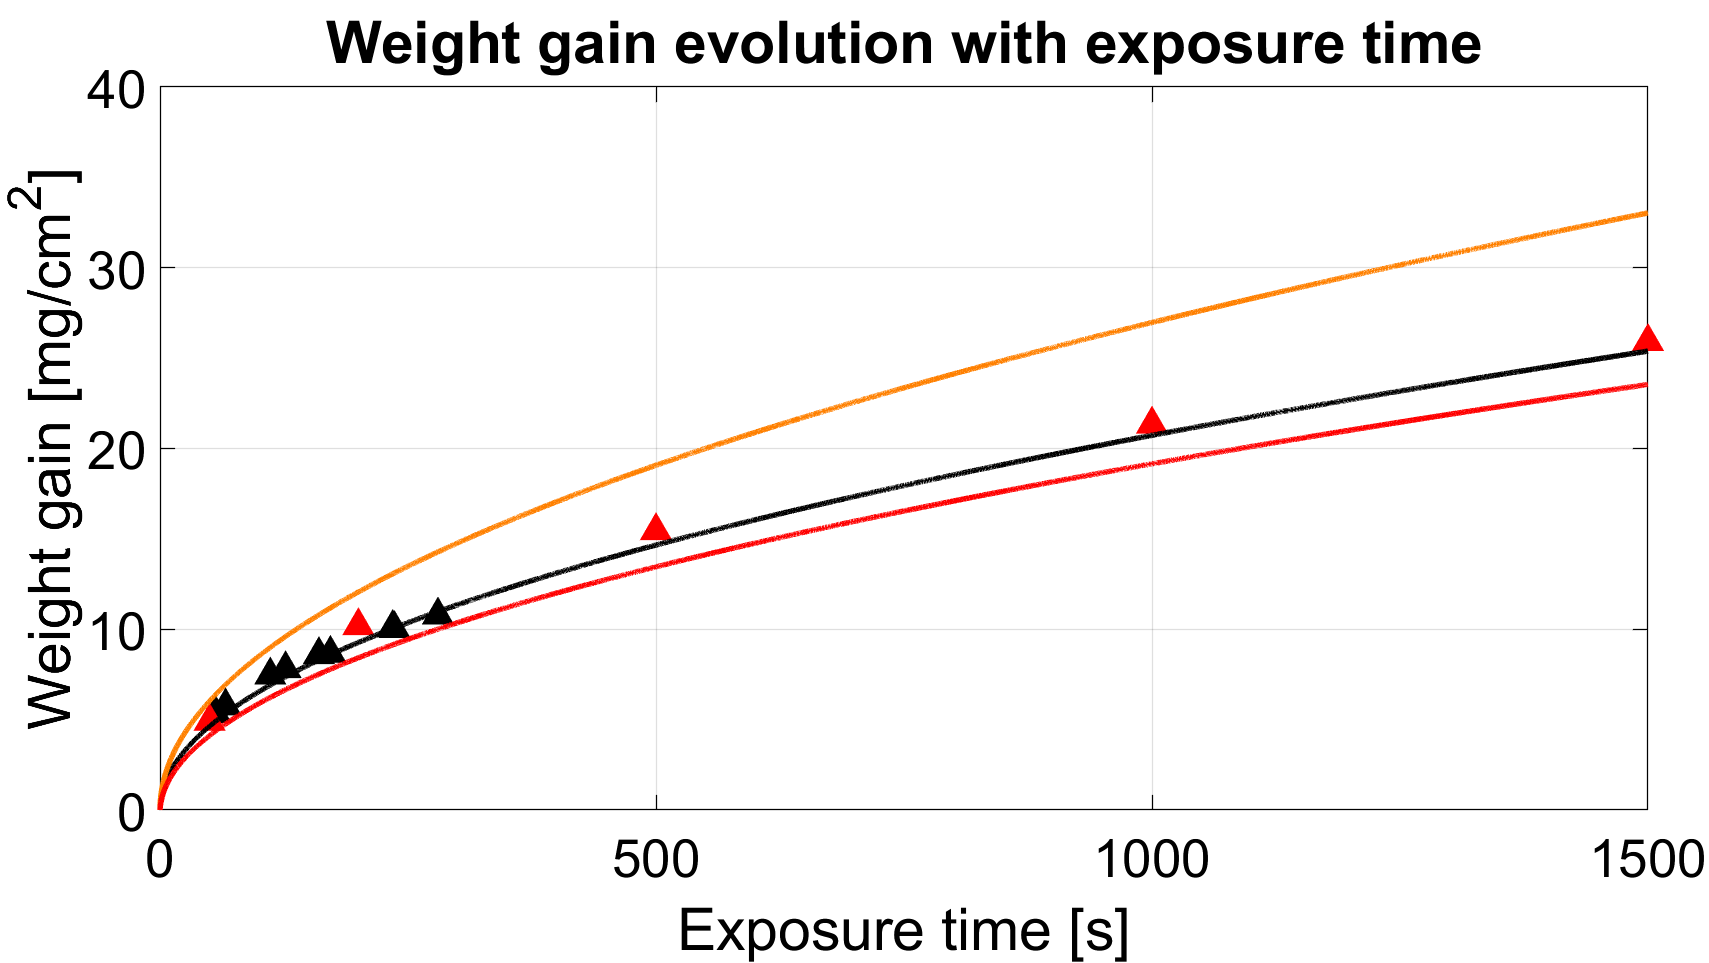 Weight gain evolution with exposure time
Weight gain [mg/cm²]
40
30
20
10
0
0 500 1000 1500
Exposure time [s]